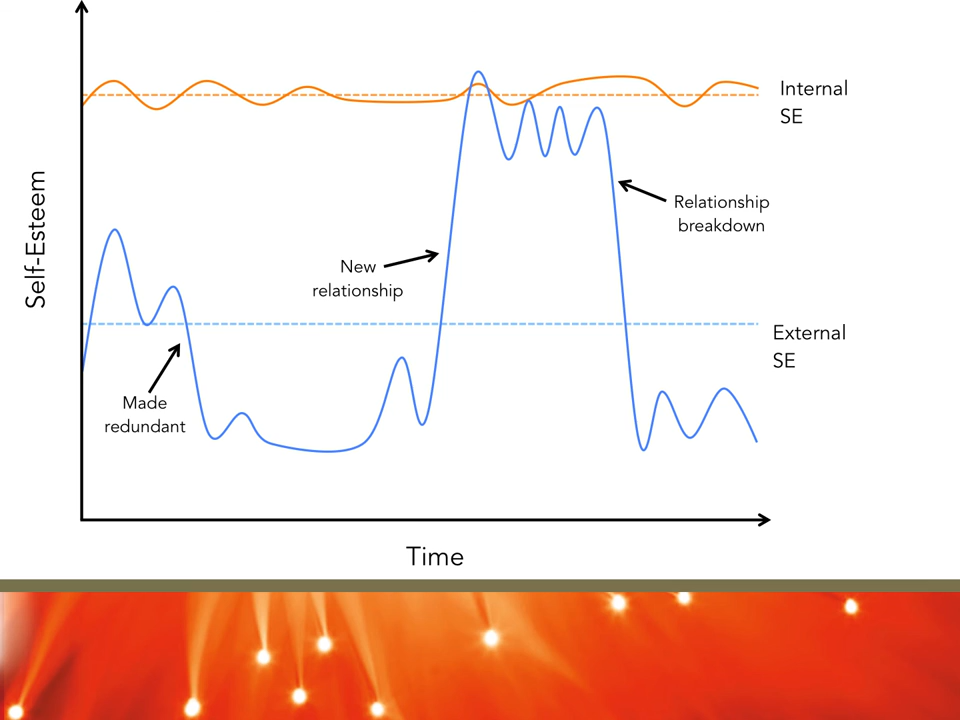 Internal
SE
Self-Esteem
Relationship
breakdown
New
relationship
External
SE
Made
redundant
Time